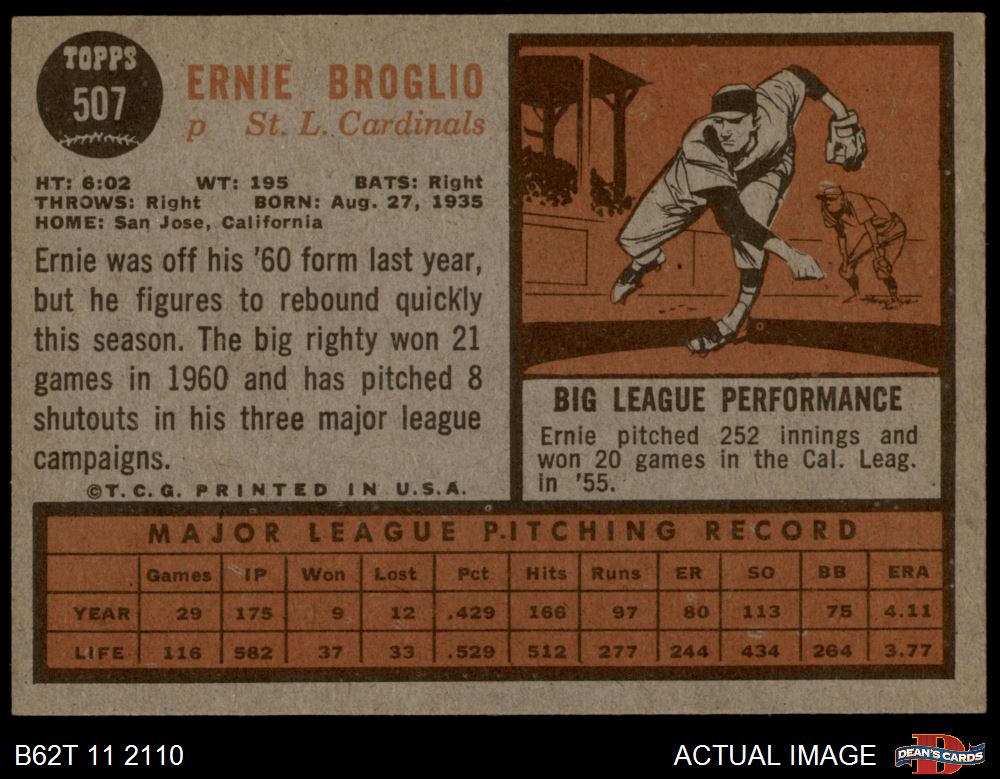 TOPPS
507
ERNIE BROGLIO
p St. L. Cardinals
HT: 6:02 WT: 195 BATS: Right
THROWS: Right BORN: Aug. 27, 1935
HOME: San Jose, California
Ernie was off his '60 form last year,
but he figures to rebound quickly
this season. The big righty won 21
games in 1960 and has pitched 8
shutouts in his three major league
campaigns.
©T.C.G. PRINTED IN U.S.A.
BIG LEAGUE PERFORMANCE
Ernie pitched 252 innings and
won 20 games in the Cal. Leag.
in '55.
MAJOR LEAGUE PITCHING RECORD
Games IP Won Lost Pct Hits Runs ER SO BB ERA
YEAR 29 175 9 12 .429 166 97 80 113 75 4.11
LIFE 116 582 37 33 .529 512 277 244 434 264 3.77
B62T 11 2110
ACTUAL IMAGE
DEAN'S CARDS